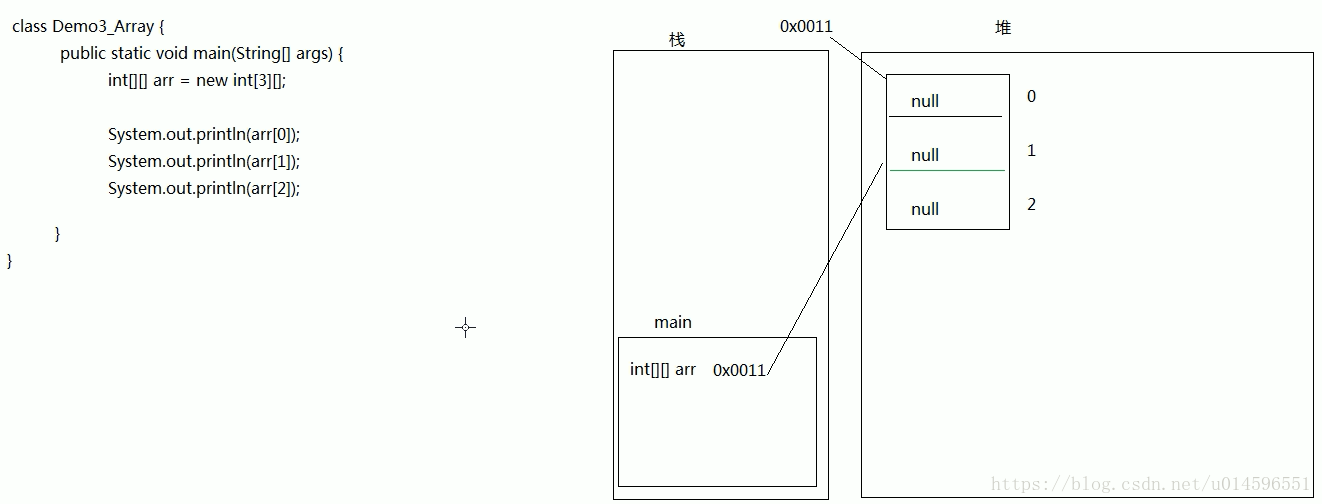 class Demo3_Array {
public static void main(String[] args) {
int[][] arr = new int[3][];
System.out.println(arr[0]);
System.out.println(arr[1]);
System.out.println(arr[2]);
}
}
栈
0x0011
堆
null 0
null 1
null 2
main
int[][] arr 0x0011
https://blog.csdn.net/u014596551